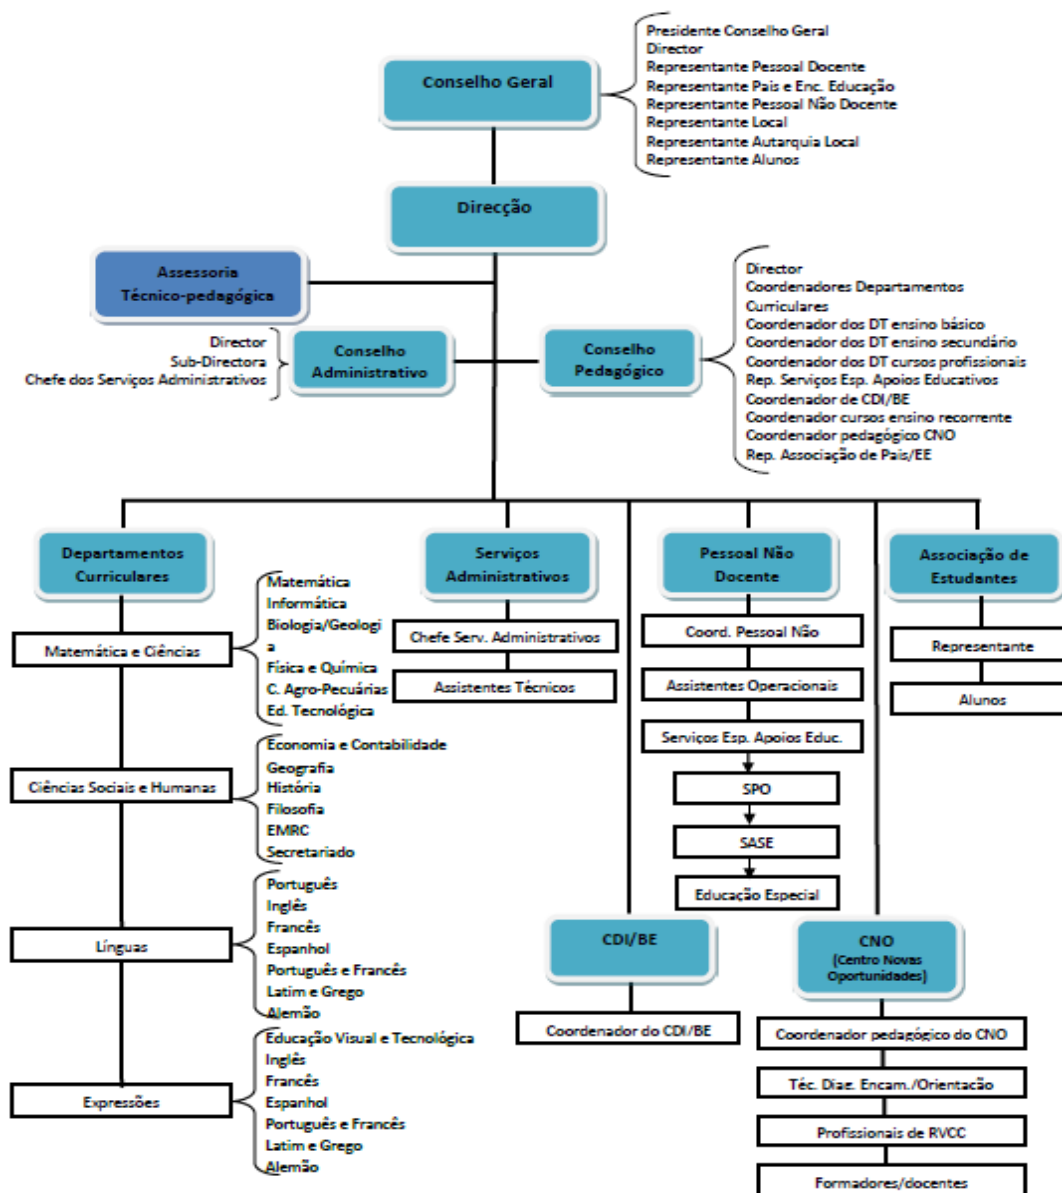 Conselho Geral
Presidente Conselho Geral
Director
Representante Pessoal Docente
Representante Pais e Enc. Educação
Representante Pessoal Não Docente
Representante Local
Representante Autarquia Local
Representante Alunos
Direcção
Assessoria
Técnico-pedagógica
Director
Sub-Directora
Chefe dos Serviços Administrativos
Conselho
Administrativo
Conselho
Pedagógico
Director
Coordenadores Departamentos
Curriculares
Coordenador dos DT ensino básico
Coordenador dos DT ensino secundário
Coordenador dos DT cursos profissionais
Rep. Serviços Esp. Apoios Educativos
Coordenador de CDI/BE
Coordenador cursos ensino recorrente
Coordenador pedagógico CNO
Rep. Associação de Pais/EE
Departamentos
Curriculares
Matemática e Ciências
Matemática
Informática
Biologia/Geologi
a
Física e Química
C. Agro-Pecuárias
Ed. Tecnológica
Ciências Sociais e Humanas
Economia e Contabilidade
Geografia
História
Filosofia
EMRC
Secretariado
Línguas
Português
Inglês
Francês
Espanhol
Português e Francês
Latim e Grego
Alemão
Expressões
Educação Visual e Tecnológica
Inglês
Francês
Espanhol
Português e Francês
Latim e Grego
Alemão
Serviços
Administrativos
Chefe Serv. Administrativos
Assistentes Técnicos
CDI/BE
Coordenador do CDI/BE
Pessoal Não
Docente
Coord. Pessoal Não
Assistentes Operacionais
Serviços Esp. Apoios Educ.
SPO
SASE
Educação Especial
CNO
(Centro Novas
Oportunidades)
Coordenador pedagógico do CNO
Téc. Diag. Encam./Orientação
Profissionais de RVCC
Formadores/docentes
Associação de
Estudantes
Representante
Alunos